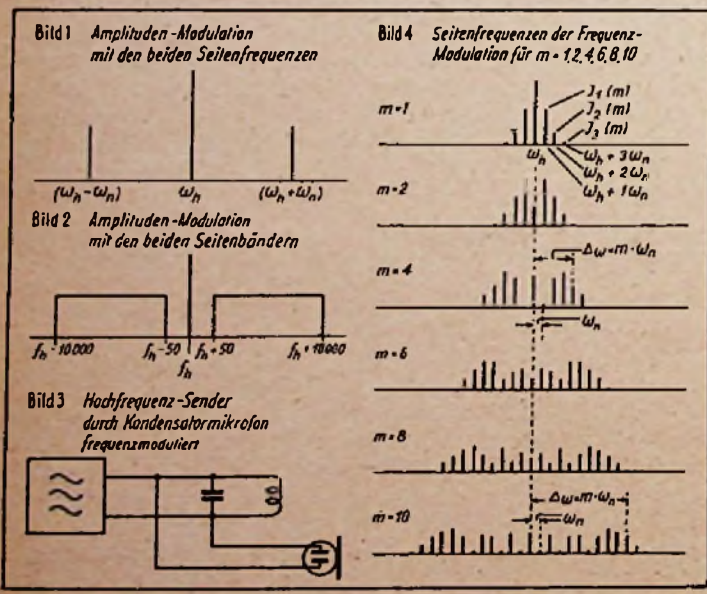 Bild 1 Amplituden-Modulation
mit den beiden Seitenfrequenzen
(ωh-ωn) ωh (ωh+ωn)
Bild 2 Amplituden-Modulation
mit den beiden Seitenbändern
fh-10000 fh-50 fh fh+50 fh+10000
Bild 3 Hochfrequenz-Sender
durch Kondensatormikrofon
frequenzmoduliert
Bild 4 Seitenfrequenzen der Frequenz-
Modulation für m = 1,2,4,6,8,10
m=1
J1 (m)
J2 (m)
J3 (m)
ωh
ωh + 3ωn
ωh + 2ωn
ωh + 1ωn
m=2
m=4
Δω=m·ωn
ωn
m=6
m=8
m=10
Δω=m·ωn
ωn